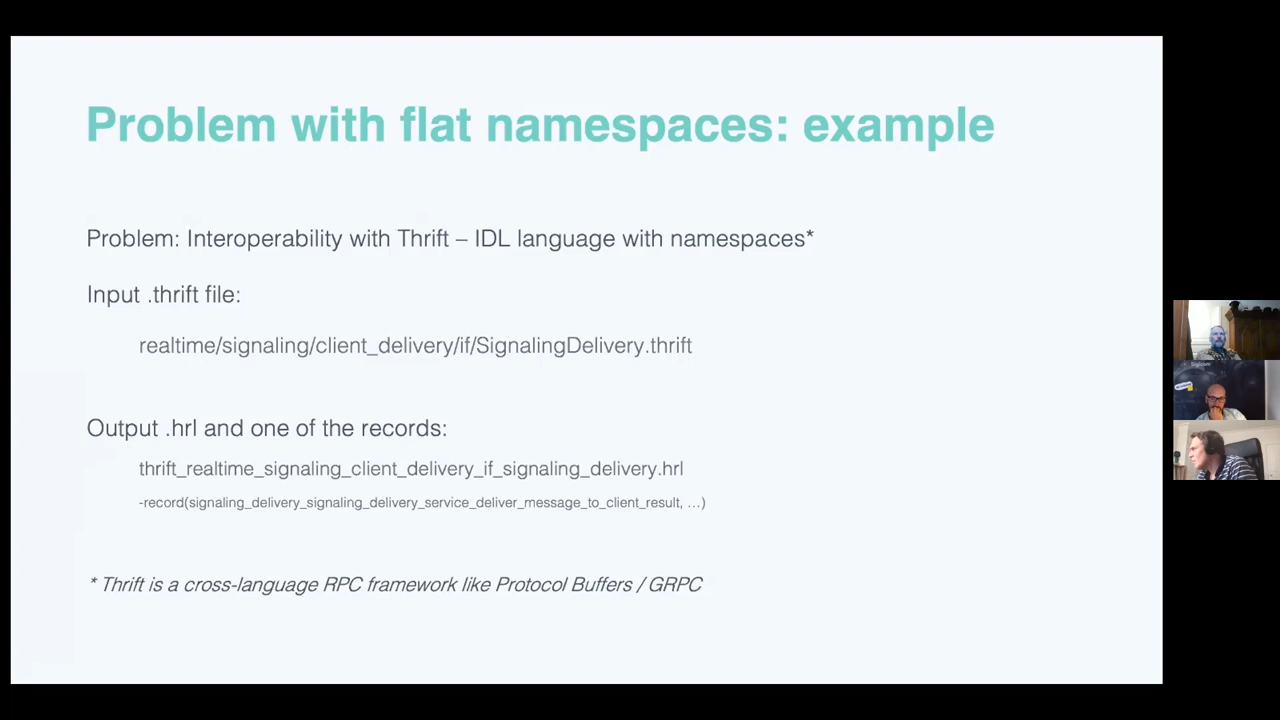 Problem with flat namespaces: example
Problem: Interoperability with Thrift – IDL language with namespaces*
Input .thrift file:
realtime/signaling/client_delivery/if/SignalingDelivery.thrift
Output .hrl and one of the records:
thrift_realtime_signaling_client_delivery_if_signaling_delivery.hrl
-record(signaling_delivery_signaling_delivery_service_deliver_message_to_client_result, …)
* Thrift is a cross-language RPC framework like Protocol Buffers / GRPC